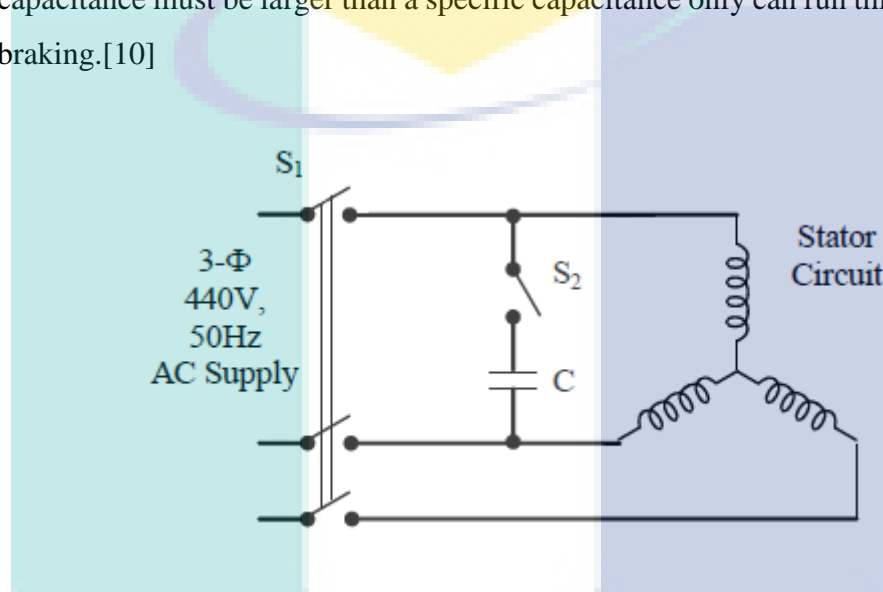 capacitance must be larger than a specific capacitance only can run
braking.[10]
S₁
3-Φ
440V,
50Hz
AC Supply
S₂
C
Stator
Circuit